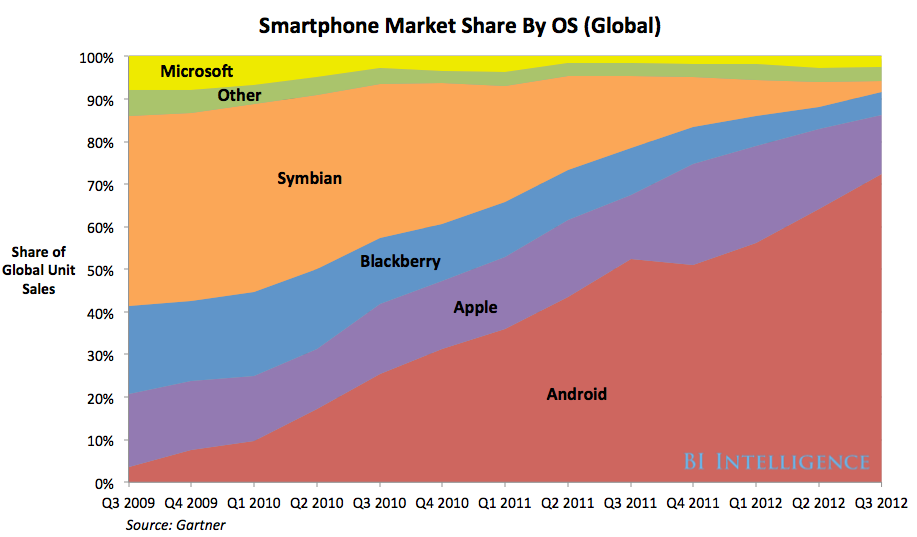 Smartphone Market Share By OS (Global)
100%
90%
80%
70%
60%
50%
40%
30%
20%
10%
0%
Share of
Global Unit
Sales
Microsoft
Other
Symbian
Blackberry
Apple
Android
BI INTELLIGENCE
Q3 2009 Q4 2009 Q1 2010 Q2 2010 Q3 2010 Q4 2010 Q1 2011 Q2 2011 Q3 2011 Q4 2011 Q1 2012 Q2 2012 Q3 2012
Source: Gartner